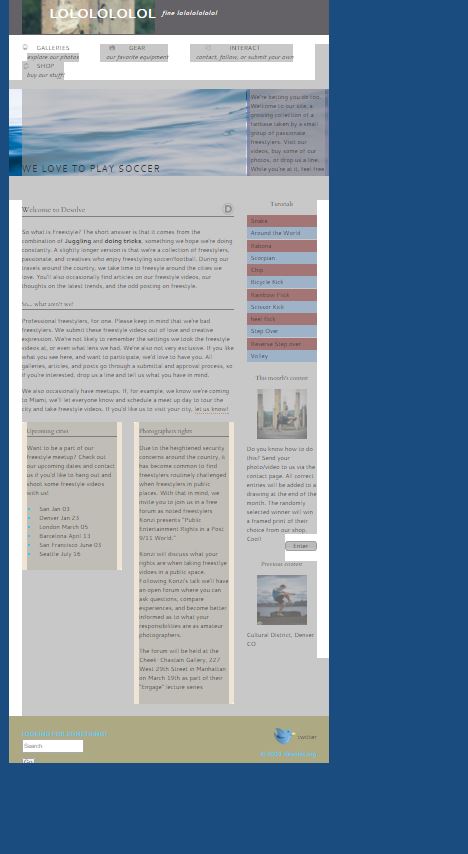 LOLOLOLOLOL fine lolololololol
GALLERIES
explore our photos
GEAR
our favorite equipment
INTERACT
contact, follow, or submit your own
SHOP
buy our stuff!
We're betting you do too.
Welcome to our site, a
growing collection of a
fanbase taken by a small
group of passionate
freestylers. Visit our
videos, buy some of our
photos, or drop us a line.
While you're at it, feel free
WE LOVE TO PLAY SOCCER
Welcome to Desolve
So what is Freestyle? The short answer is that it comes from the
combination of Juggling and doing tricks, something we hope we're doing
constantly. A slightly longer version is that we're a collection of freestylers,
passionate, and creatives who enjoy freestyling soccer/football. During our
travels around the country, we take time to freestyle around the cities we
love. You'll also occasionally find articles on our freestyle videos, our
thoughts on the latest trends, and the odd posting on freestyle.
So... what aren't we?
Professional freestylers, for one. Please keep in mind that we're bad
freestylers. We submit these freestyle videos out of love and creative
expression. We're not likely to remember the settings we took the freestyle
videos at, or even what lens we had. We're also not very exclusive. If you like
what you see here, and want to participate, we'd love to have you. All
galleries, articles, and posts go through a submittal and approval process, so
if you're interested, drop us a line and tell us what you have in mind.
We also occasionally have meetups. If, for example, we know we're coming
to Miami, we'll let everyone know and schedule a meet up day to tour the
city and take freestyle videos. If you'd like us to visit your city, let us know!
Upcoming cities
Want to be a part of our
freestyle meetup? Check out
our upcoming dates and contact
us if you'd like to hang out and
shoot some freestyle videos
with us!
San Jan 03
Denver Jan 23
London March 05
Barcelona April 13
San Francisco June 03
Seattle July 16
Photographers rights
Due to the heightened security
concerns around the country, it
has become common to find
freestylers routinely challenged
when freestylers in public
places. With that in mind, we
invite you to join us in a free
forum as noted freestylers
Konzi presents "Public
Entertainment Rights in a Post
9/11 World."
Konzi will discuss what your
rights are when taking freestlye
videos in a public space.
Following Konzi's talk we'll have
an open forum where you can
ask questions, compare
experiences, and become better
informed as to what your
responsibilities are as amateur
photographers.
The forum will be held at the
Cheek-Chastain Gallery, 227
West 29th Street in Manhattan
on March 19th as part of their
"Engage" lecture series
Tutorials
Snake
Around the World
Rabona
Scorpian
Chip
Bicycle Kick
Rainbow Flick
Scissor Kick
heel flick
Step Over
Reverse Step over
Volley
This month's contest
Do you know how to do
this? Send your
photo/video to us via the
contact page. All correct
entries will be added to a
drawing at the end of the
month. The randomly
selected winner will win
a framed print of their
choice from our shop.
Cool!
Enter
Previous contest
Cultural District, Denver
CO
LOOKING FOR SOMETHING?
Search
twitter